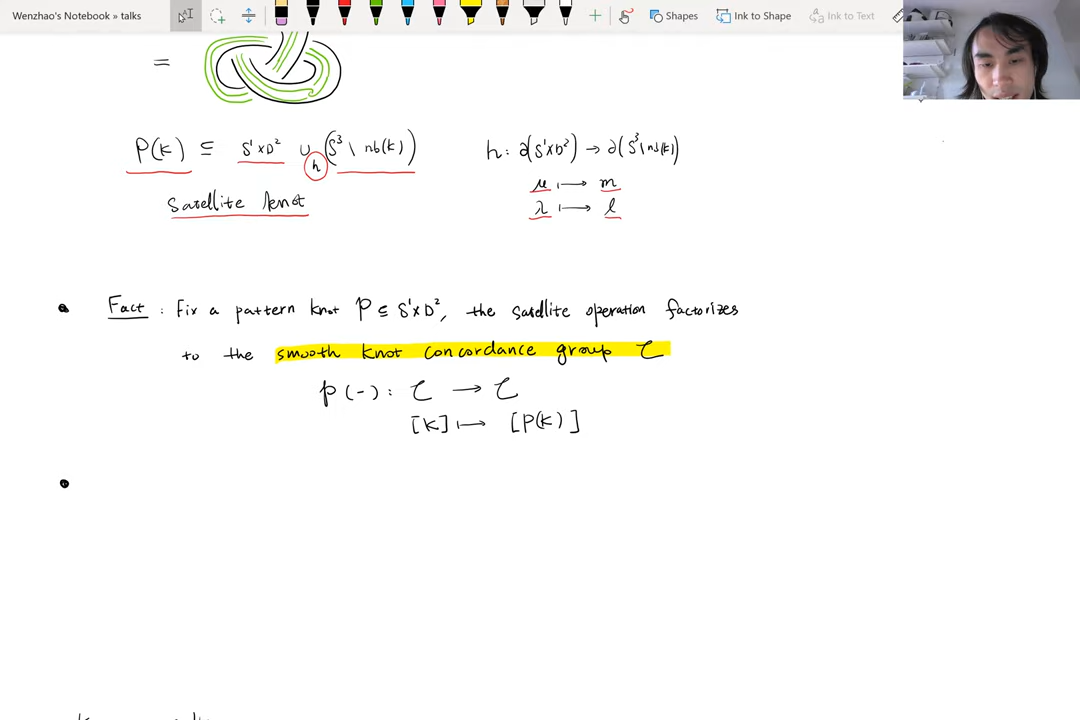 Wenzhao's Notebook » talks
Shapes
Ink to Shape
Ink to Text
=
P(K) ⊆ S¹×D² ∪ₕ (S³ \ nb(K))
h: ∂(S¹×D²) → ∂(S³\nb(K))
μ ⟼ m
λ ⟼ l
Satellite knot
• Fact : Fix a pattern knot P ⊆ S¹×D², the satellite operation factorizes
to the smooth knot concordance group C
P(-): C → C
[K] ⟼ [P(K)]
•